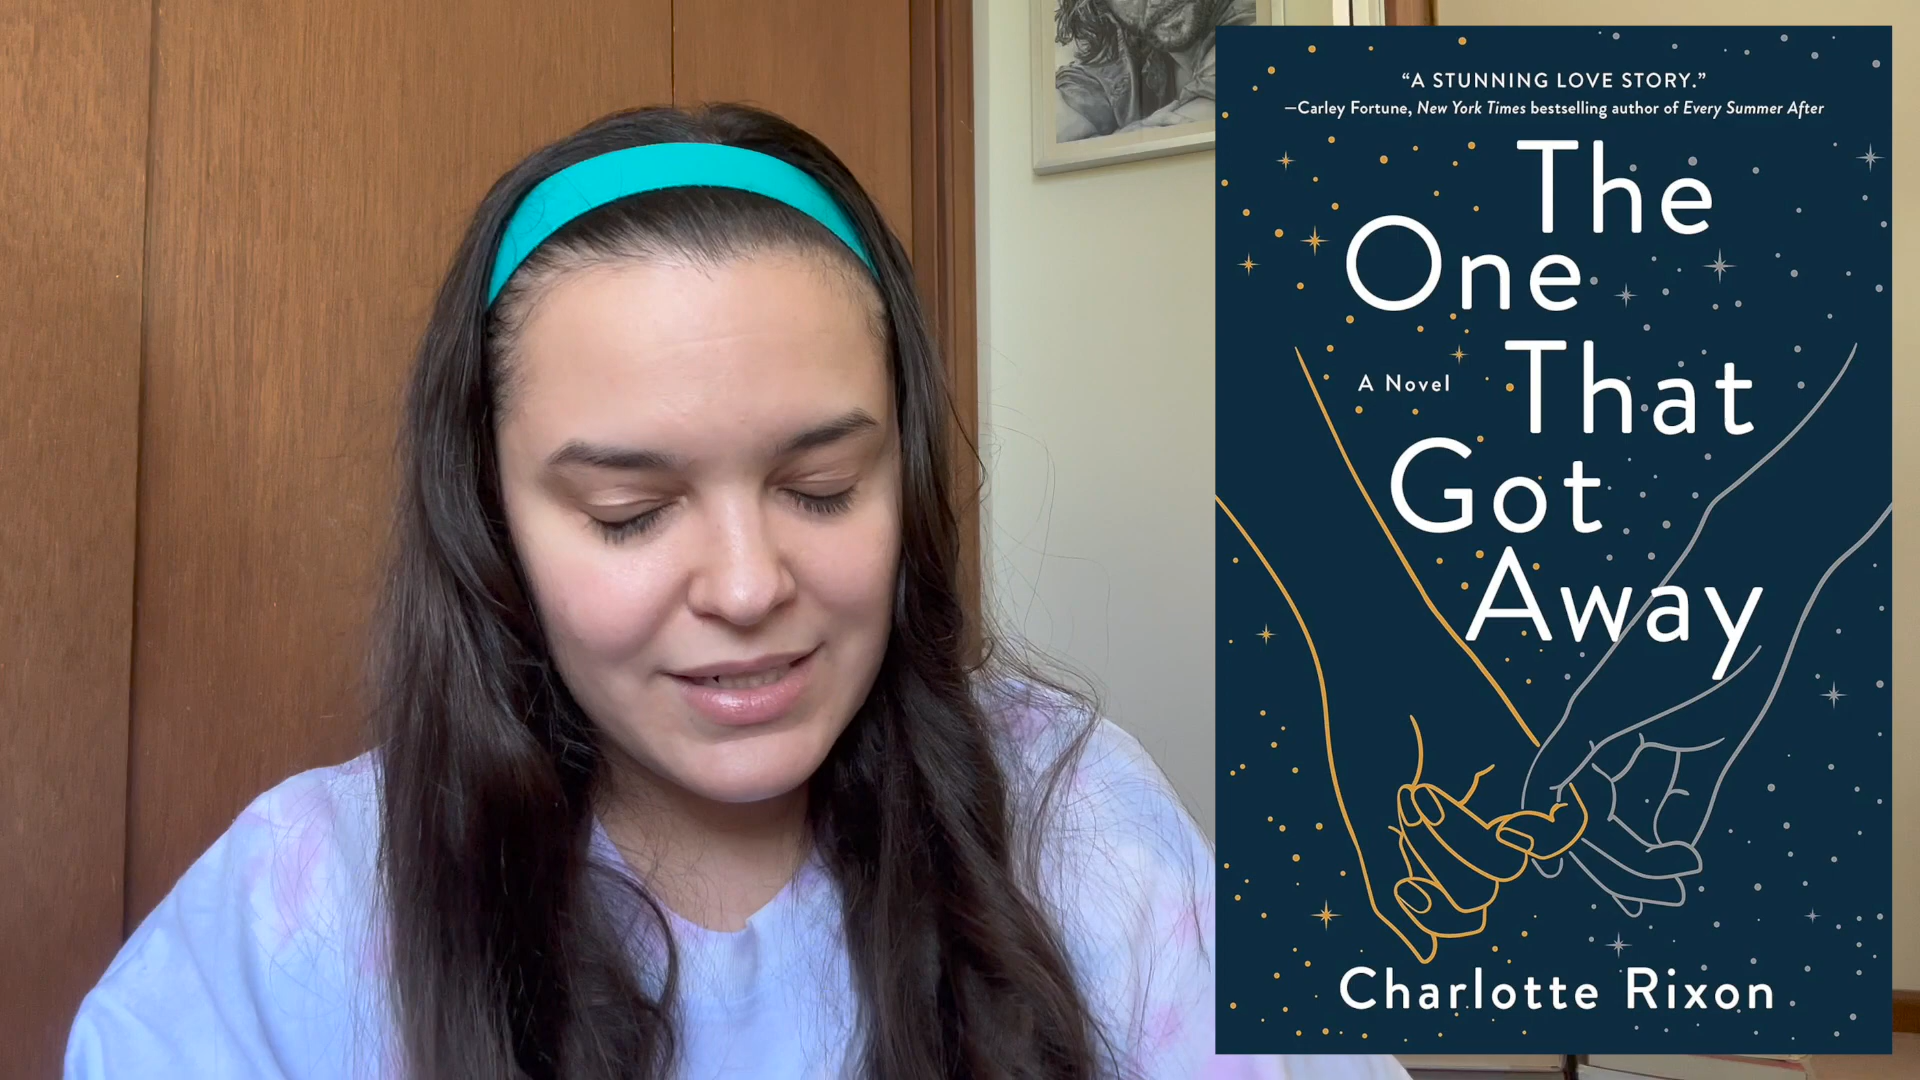 “A STUNNING LOVE STORY.”
—Carley Fortune, New York Times bestselling author of Every Summer After
The
One
A Novel
That
Got
Away
Charlotte Rixon